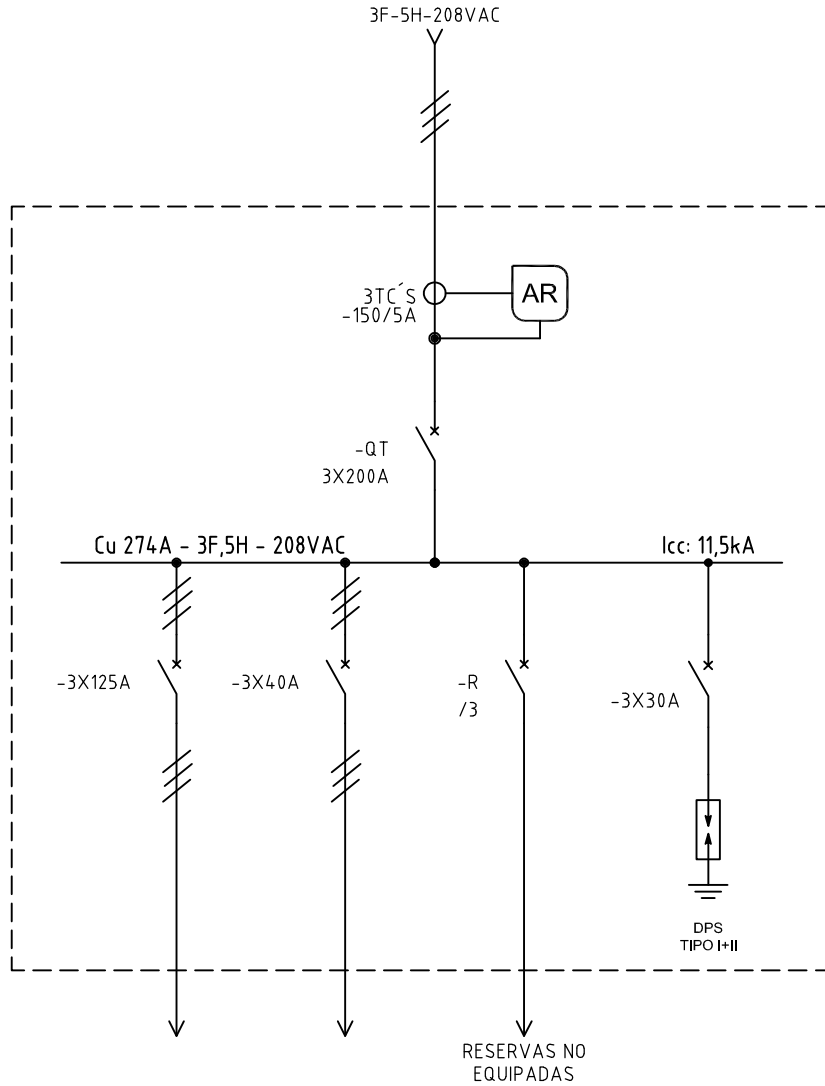 3F-5H-208VAC
3TC´S
-150/5A
AR
-QT
3X200A
Cu 274A - 3F,5H - 208VAC
Icc: 11,5kA
-3X125A
-3X40A
-R
/3
-3X30A
DPS
TIPO I+II
RESERVAS NO
EQUIPADAS